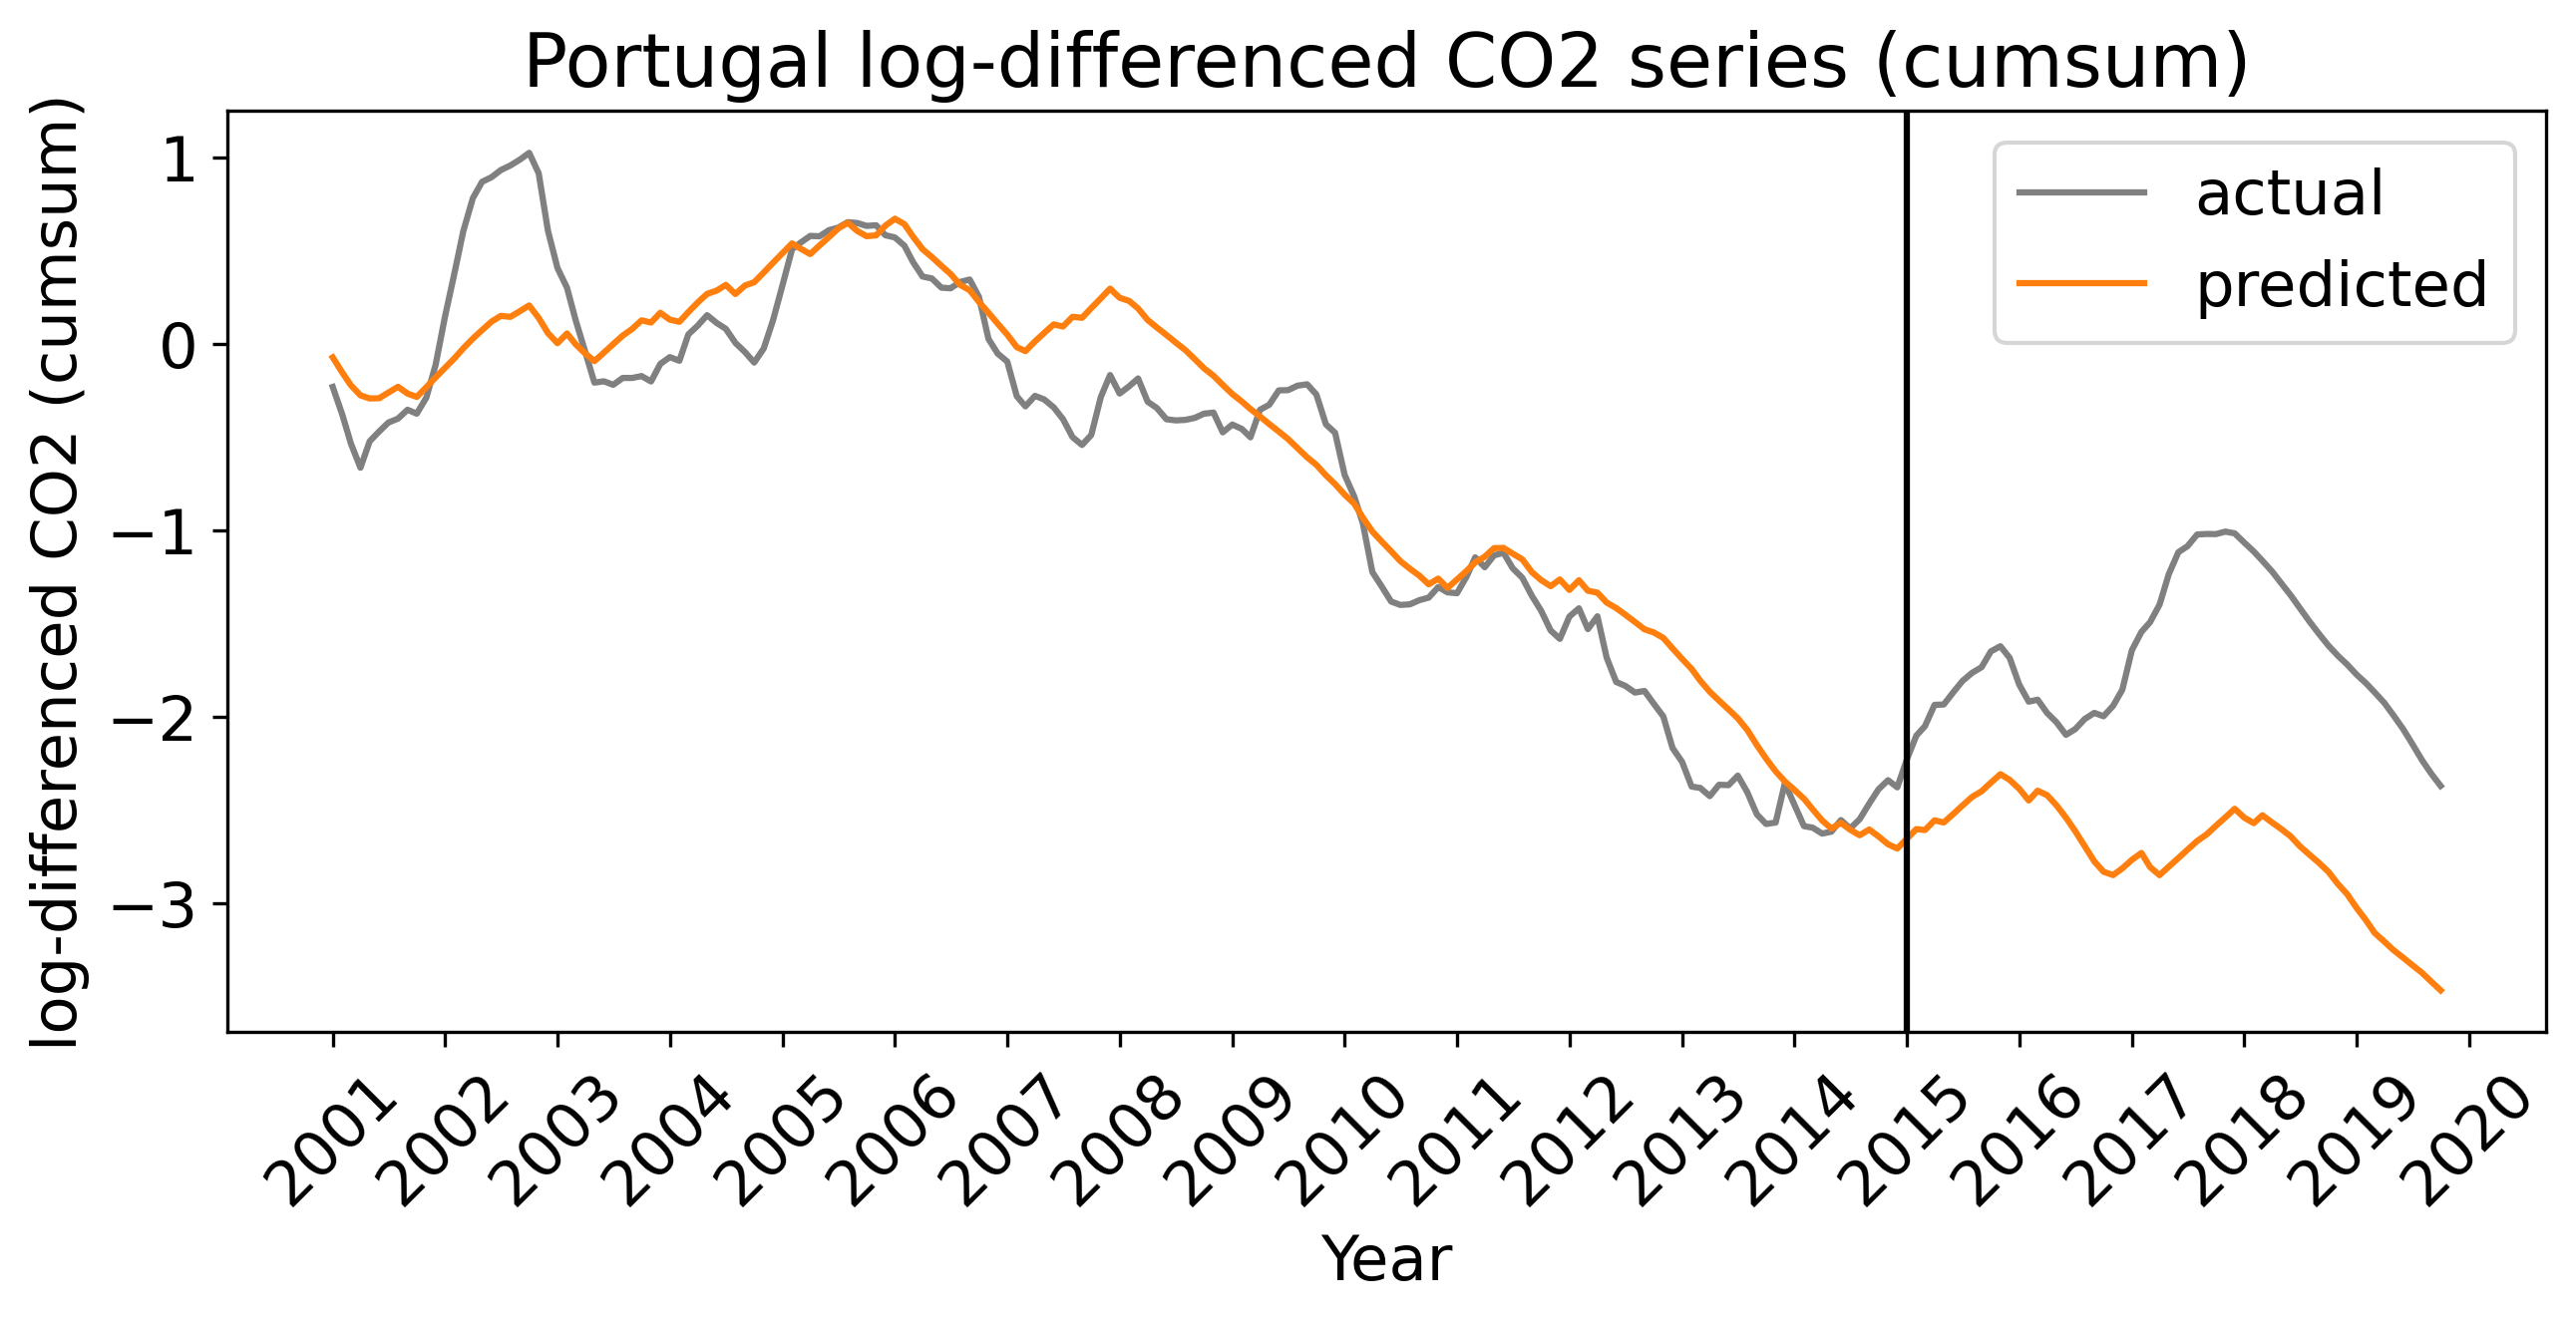 Portugal log-differenced CO2 series (cumsum)
log-differenced CO2 (cumsum)
1
0
−1
−2
−3
actual
predicted
2001 2002 2003 2004 2005 2006 2007 2008 2009 2010 2011 2012 2013 2014 2015 2016 2017 2018 2019 2020
Year